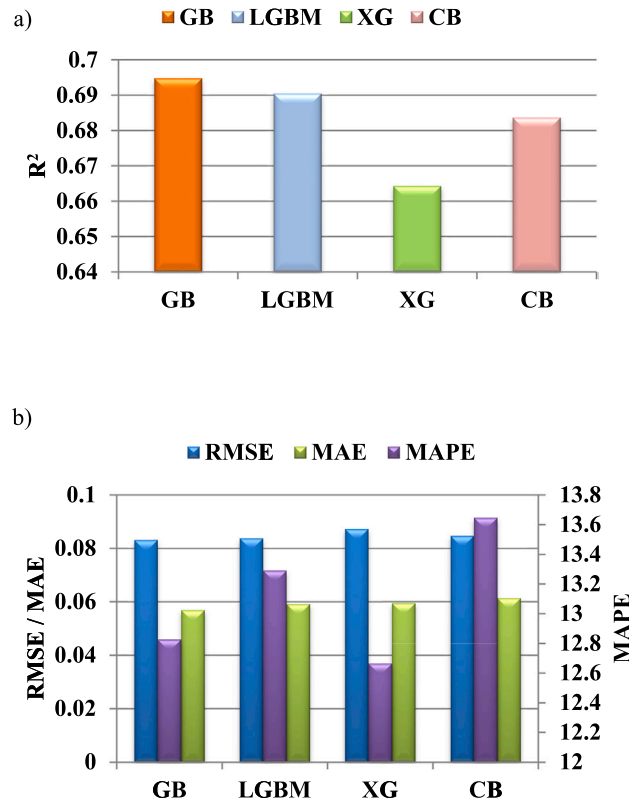 a)
GB LGBM XG CB
0.7
0.69
0.68
0.67
0.66
0.65
0.64
R²
GB LGBM XG CB
b)
RMSE MAE MAPE
0.1
0.08
0.06
0.04
0.02
0
RMSE / MAE
13.8
13.6
13.4
13.2
13
12.8
12.6
12.4
12.2
12
MAPE
GB LGBM XG CB